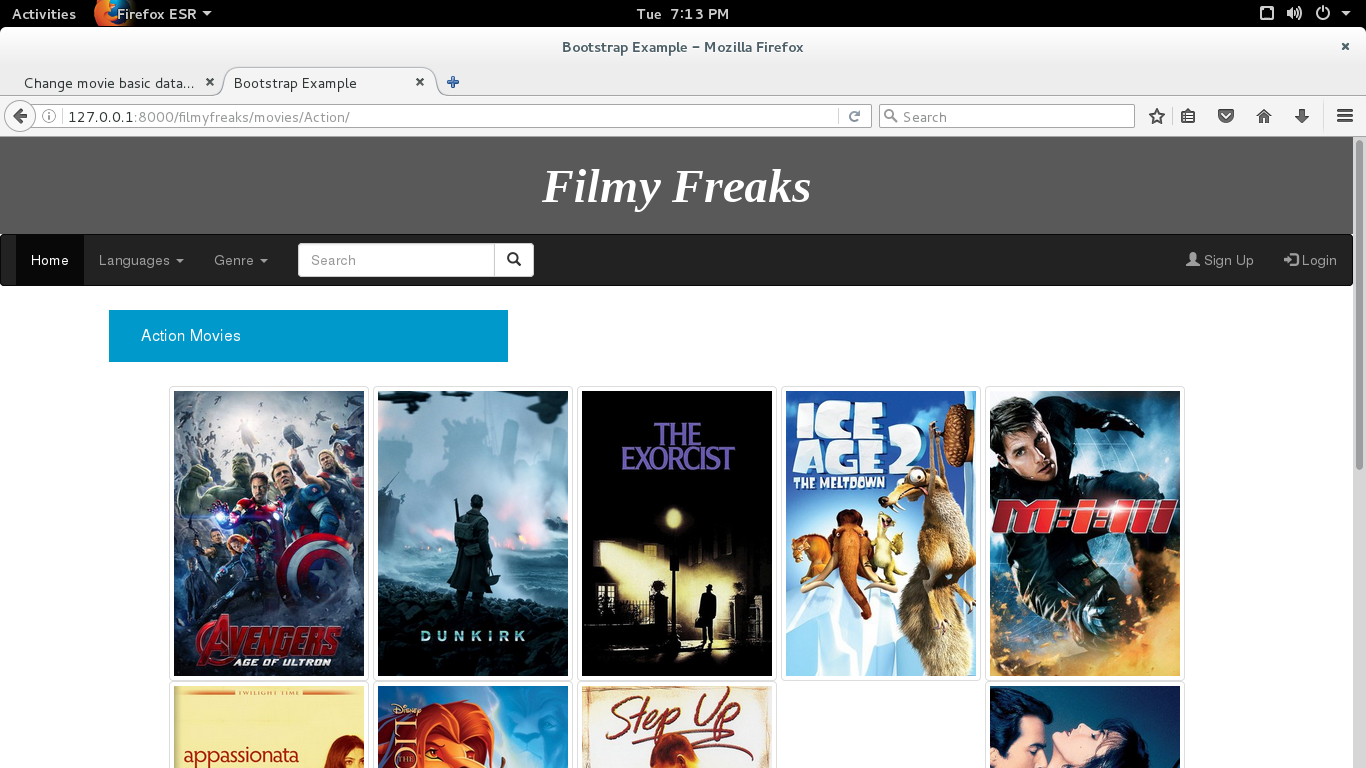 Activities Firefox ESR Tue 7:13 PM
Bootstrap Example - Mozilla Firefox
Change movie basic data... Bootstrap Example
127.0.0.1:8000/filmyfreaks/movies/Action/ Search
Filmy Freaks
Home Languages Genre Search Sign Up Login
Action Movies
AVENGERS
AGE OF ULTRON
DUNKIRK
THE
EXORCIST
ICE
AGE 2
THE MELTDOWN
M:i:III
TWILIGHT TIME
appassionata
Disney
THE
Step Up